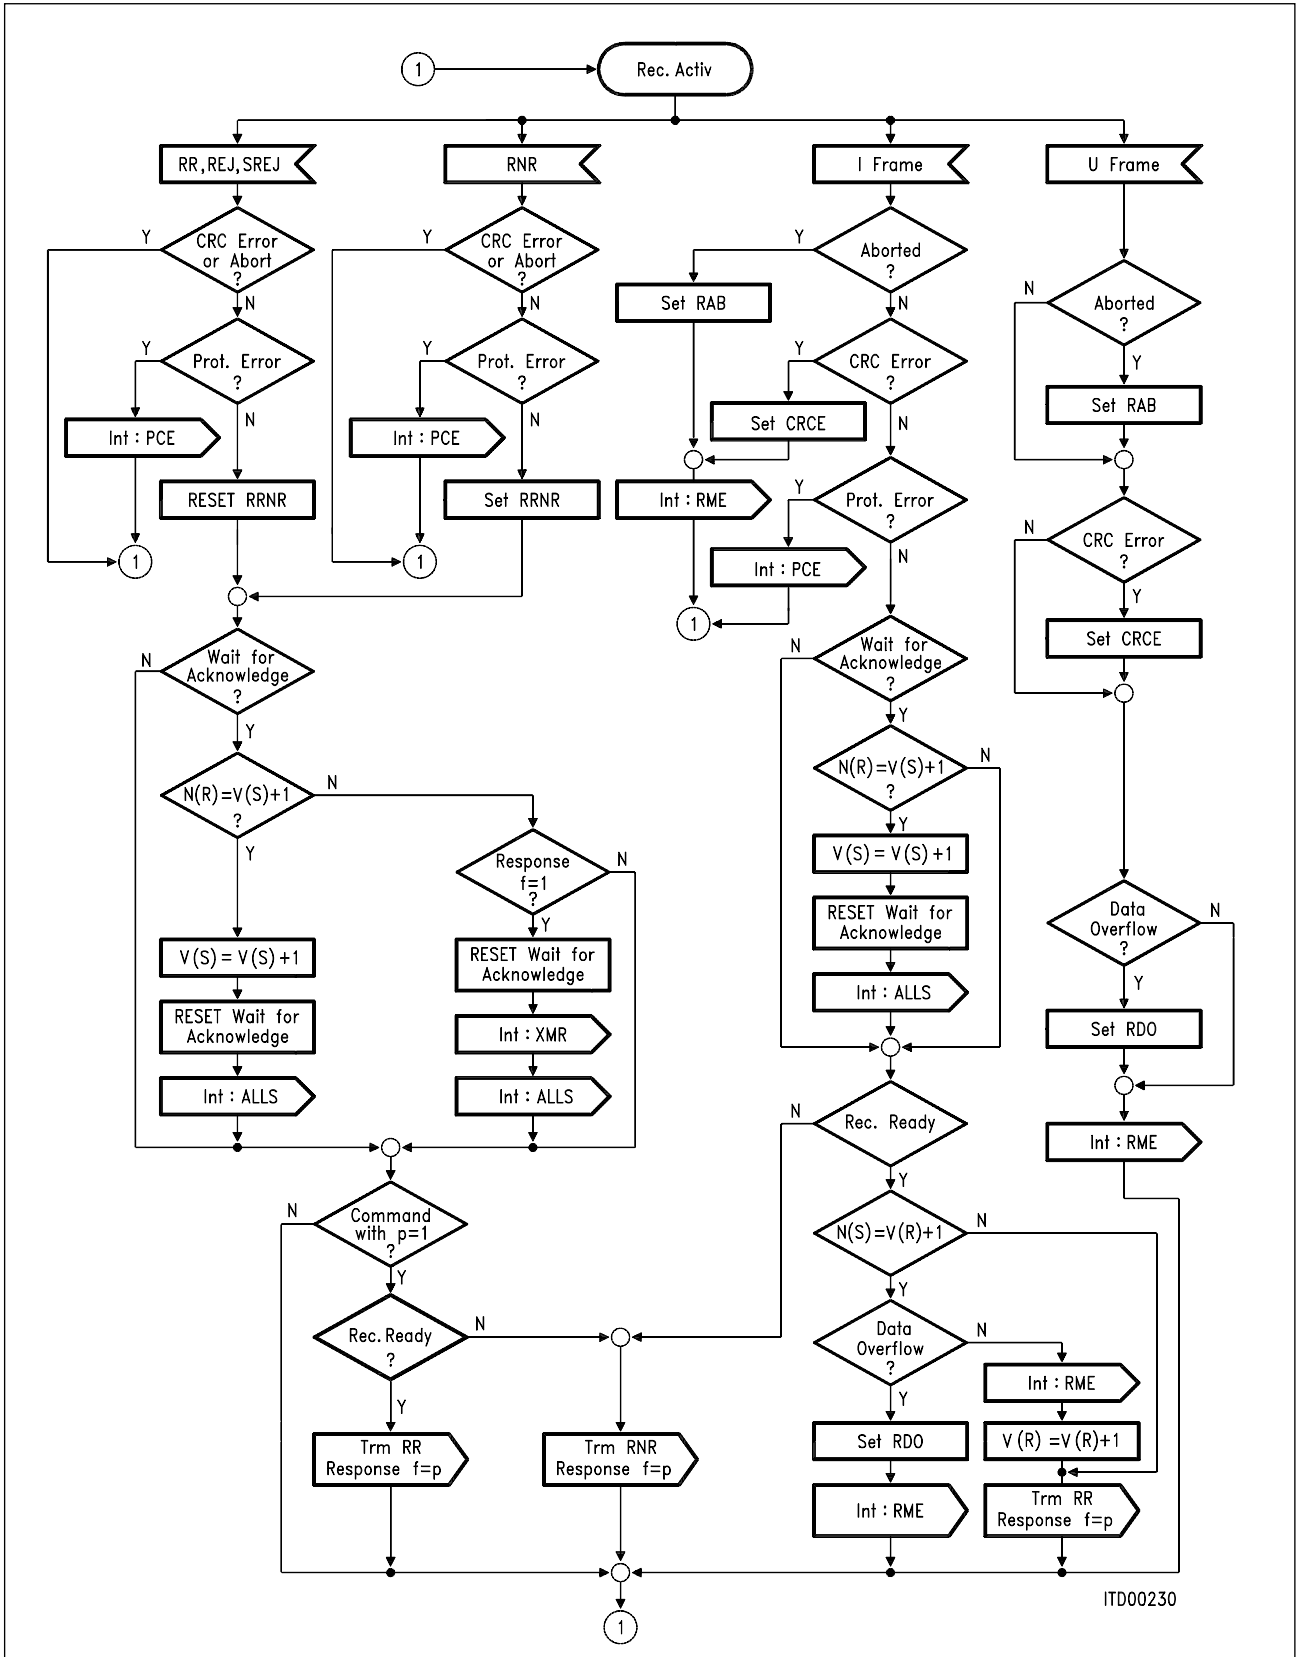 1
Rec. Activ
RR, REJ, SREJ
RNR
I Frame
U Frame
Y
CRC Error
or Abort
?
N
Y
Prot. Error
?
N
Int : PCE
RESET RRNR
1
Y
CRC Error
or Abort
?
N
Y
Prot. Error
?
N
Int : PCE
Set RRNR
1
N
Wait for
Acknowledge
?
Y
N(R)=V(S)+1
?
N
Y
V(S)=V(S)+1
RESET Wait for
Acknowledge
Int : ALLS
Response
f=1
?
N
Y
RESET Wait for
Acknowledge
Int : XMR
Int : ALLS
N
Command
with p=1
?
Y
Rec. Ready
?
N
Y
Trm RR
Response f=p
Trm RNR
Response f=p
Y
Aborted
?
N
Set RAB
Y
CRC Error
?
N
Set CRCE
Int : RME
Y
Prot. Error
?
N
Int : PCE
1
N
Wait for
Acknowledge
?
Y
N(R)=V(S)+1
?
N
Y
V(S)=V(S)+1
RESET Wait for
Acknowledge
Int : ALLS
N
Rec. Ready
Y
N(S)=V(R)+1
N
Y
Data
Overflow
?
N
Y
Set RDO
Int : RME
Int : RME
V(R)=V(R)+1
Trm RR
Response f=p
N
Aborted
?
Y
Set RAB
N
CRC Error
?
Y
Set CRCE
Data
Overflow
?
N
Y
Set RDO
Int : RME
1
ITD00230